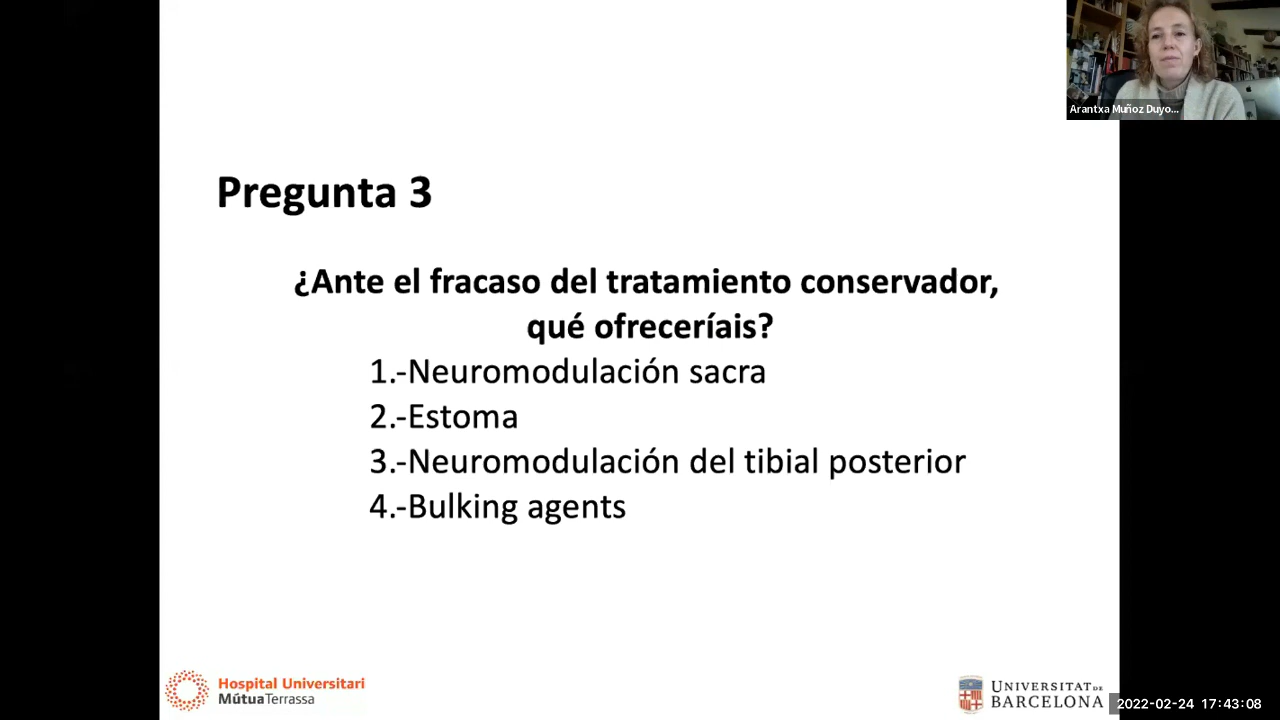 Arantxa Muñoz Duyo...
Pregunta 3
¿Ante el fracaso del tratamiento conservador,
qué ofreceríais?
1.-Neuromodulación sacra
2.-Estoma
3.-Neuromodulación del tibial posterior
4.-Bulking agents
Hospital Universitari
MútuaTerrassa
UNIVERSITAT DE
BARCELONA
2022-02-24 17:43:08